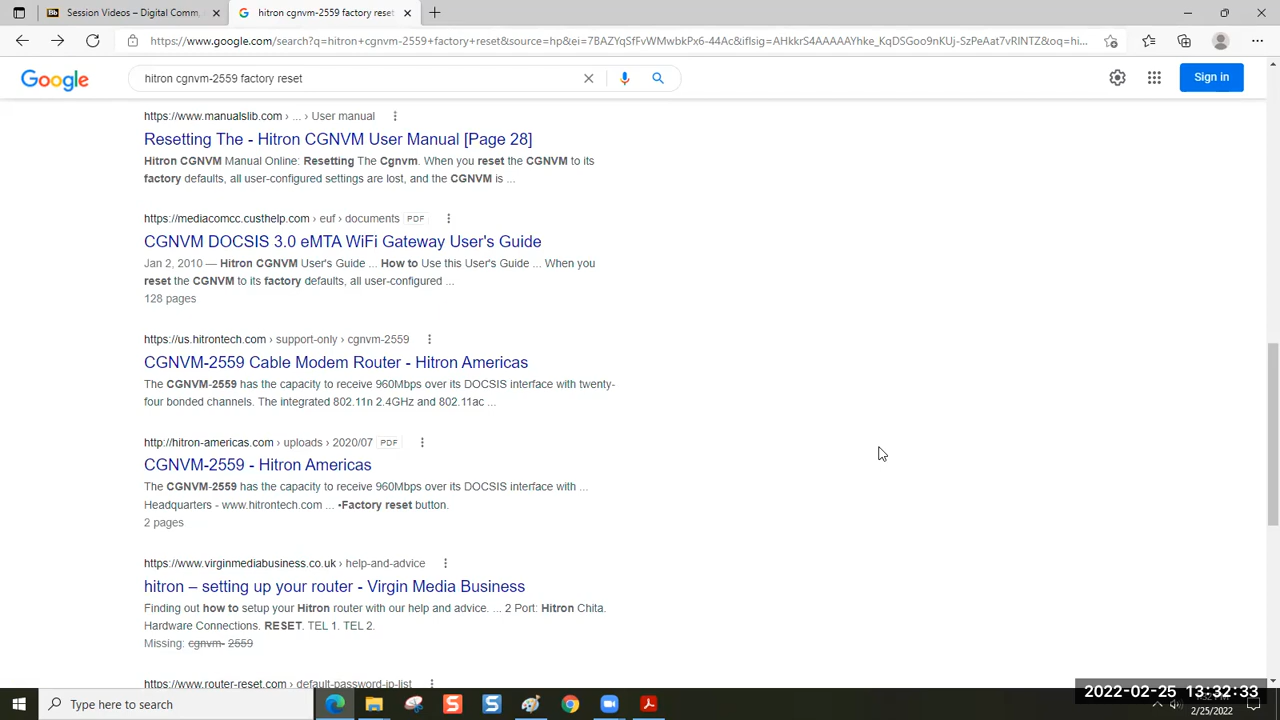 Session Videos – Digital Comm
hitron cgnvm-2559 factory reset
https://www.google.com/search?q=hitron+cgnvm-2559+factory+reset&source=hp&ei=7BAZYqSfFvWMwbkPx6-44Ac&iflsig=AHkkrS4AAAAAYhke_KqDSGoo9nKUj-SzPeAat7vRINTZ&oq=hi...
Google
hitron cgnvm-2559 factory reset
Sign in
https://www.manualslib.com › ... › User manual
Resetting The - Hitron CGNVM User Manual [Page 28]
Hitron CGNVM Manual Online: Resetting The Cgnvm. When you reset the CGNVM to its
factory defaults, all user-configured settings are lost, and the CGNVM is ...
https://mediacomcc.custhelp.com › euf › documents PDF
CGNVM DOCSIS 3.0 eMTA WiFi Gateway User's Guide
Jan 2, 2010 — Hitron CGNVM User's Guide ... How to Use this User's Guide ... When you
reset the CGNVM to its factory defaults, all user-configured ...
128 pages
https://us.hitrontech.com › support-only › cgnvm-2559
CGNVM-2559 Cable Modem Router - Hitron Americas
The CGNVM-2559 has the capacity to receive 960Mbps over its DOCSIS interface with twenty-
four bonded channels. The integrated 802.11n 2.4GHz and 802.11ac ...
http://hitron-americas.com › uploads › 2020/07 PDF
CGNVM-2559 - Hitron Americas
The CGNVM-2559 has the capacity to receive 960Mbps over its DOCSIS interface with ...
Headquarters - www.hitrontech.com ... •Factory reset button.
2 pages
https://www.virginmediabusiness.co.uk › help-and-advice
hitron – setting up your router - Virgin Media Business
Finding out how to setup your Hitron router with our help and advice. ... 2 Port: Hitron Chita.
Hardware Connections. RESET. TEL 1. TEL 2.
Missing: cgnvm- 2559
https://www.router-reset.com › default-password-ip-list
Type here to search
2022-02-25 13:32:33
2/25/2022